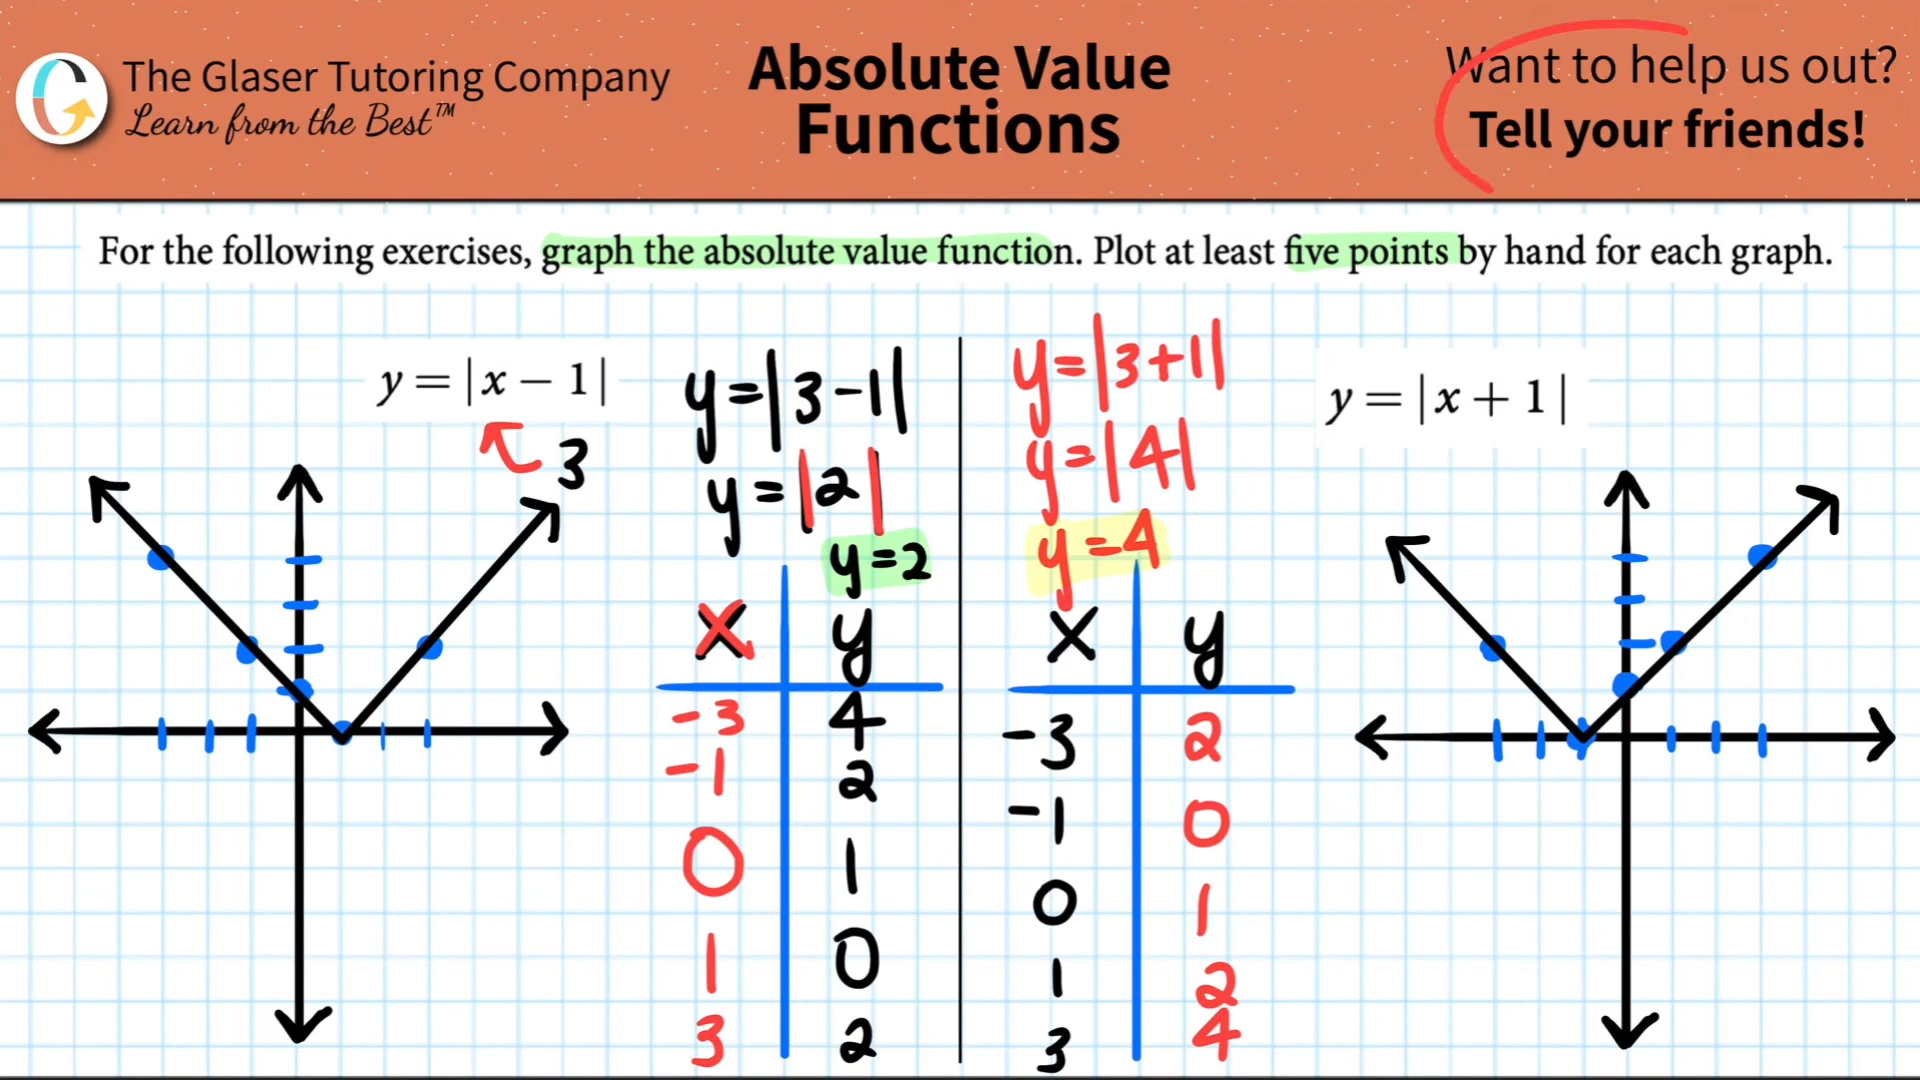 The Glaser Tutoring Company
Learn from the Best™
Absolute Value
Functions
Want to help us out?
Tell your friends!
For the following exercises, graph the absolute value function. Plot at least five points by hand for each graph.
y = |x − 1|
3
y=|3-1|
y=|2|
y=2
x y
-3 4
-1 2
0 1
1 0
3 2
y=|3+1|
y=|4|
y=4
x y
-3 2
-1 0
0 1
1 2
3 4
y = |x + 1|